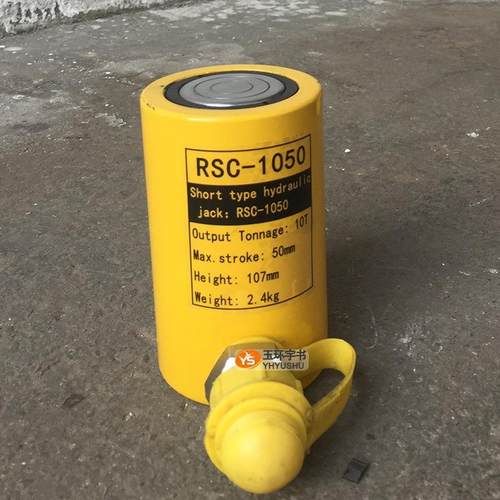 RSC-1050
Short type hydraulic
jack: RSC-1050
Output Tonnage: 10T
Max.stroke: 50mm
Height: 107mm
Weight: 2.4kg
YS 玉环宇书
YHYUSHU